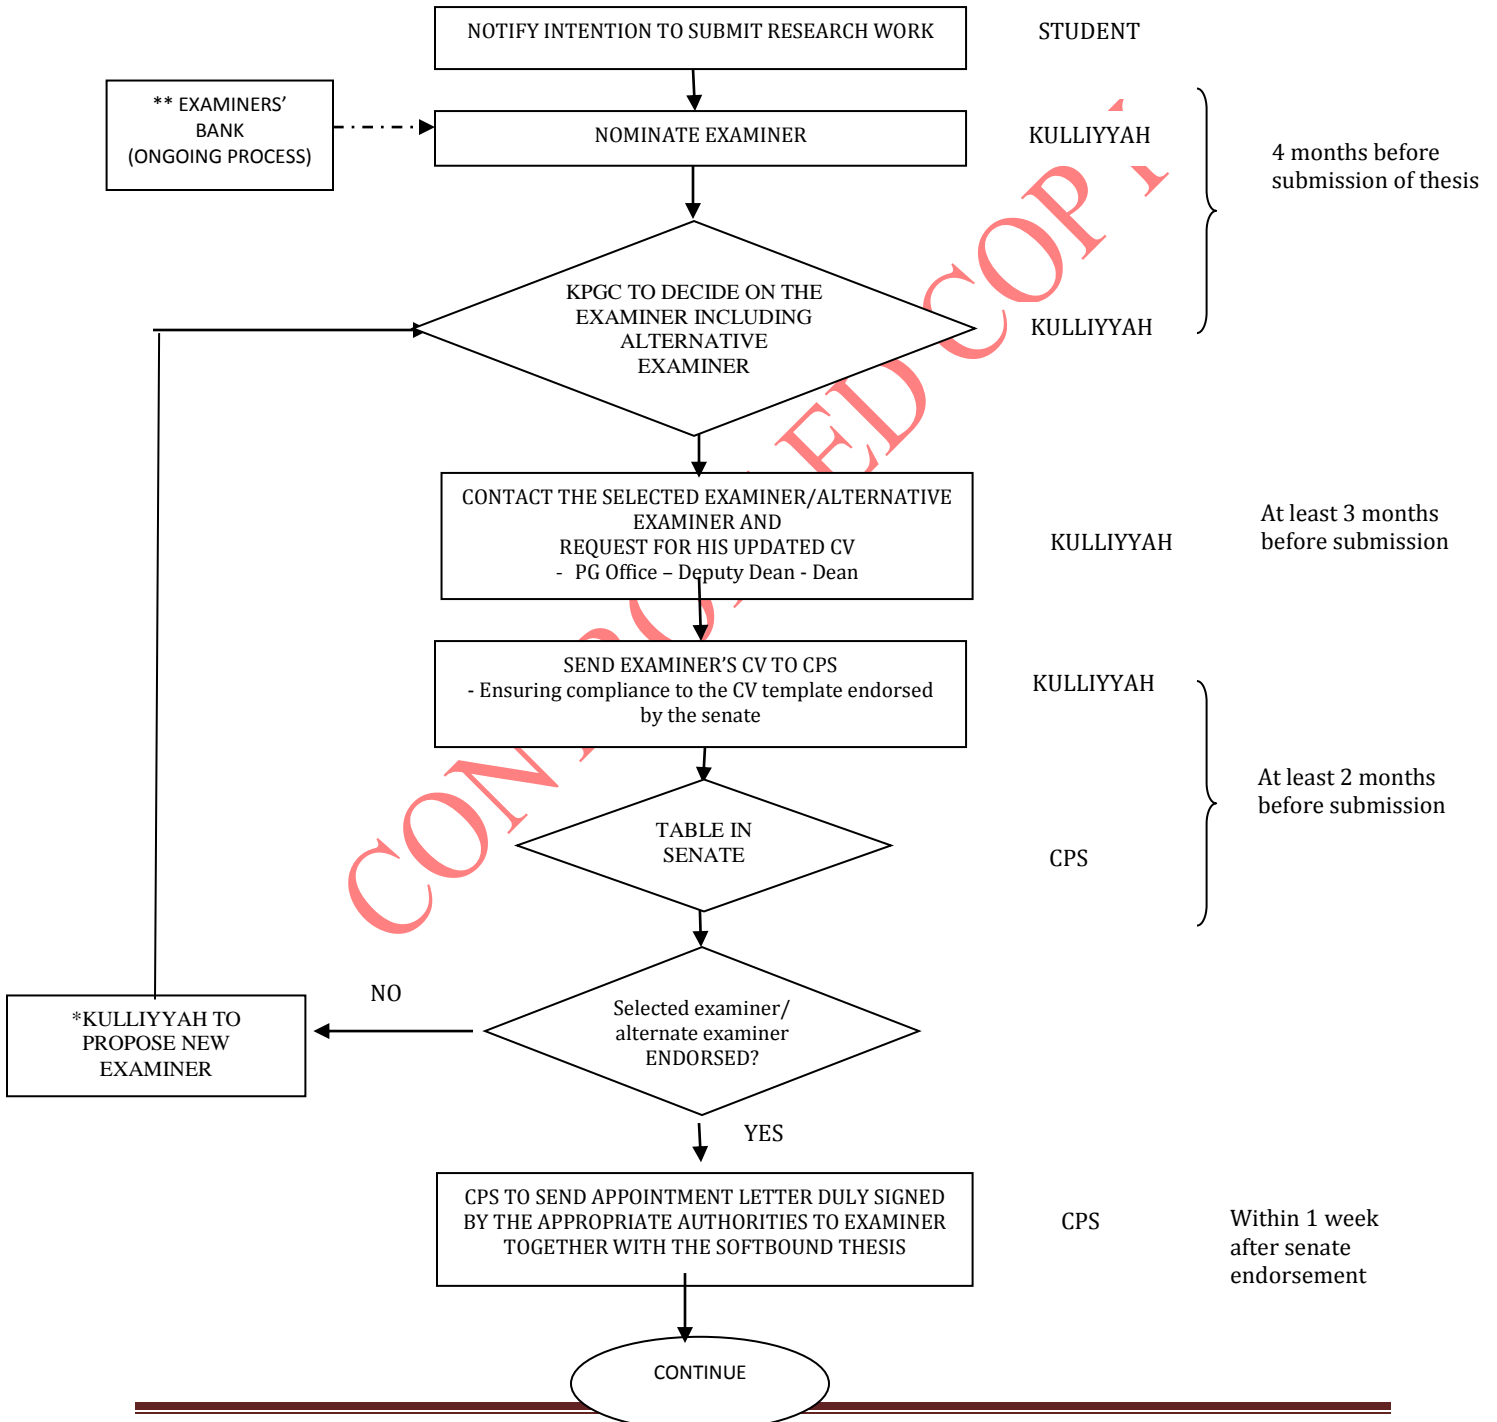 NOTIFY INTENTION TO SUBMIT RESEARCH WORK
STUDENT
** EXAMINERS'
BANK
(ONGOING PROCESS)
NOMINATE EXAMINER
KULLIYYAH
4 months before
submission of thesis
KPGC TO DECIDE ON THE
EXAMINER INCLUDING
ALTERNATIVE
EXAMINER
KULLIYYAH
CONTACT THE SELECTED EXAMINER/ALTERNATIVE
EXAMINER AND
REQUEST FOR HIS UPDATED CV
- PG Office – Deputy Dean - Dean
KULLIYYAH
At least 3 months
before submission
SEND EXAMINER'S CV TO CPS
- Ensuring compliance to the CV template endorsed
by the senate
KULLIYYAH
At least 2 months
before submission
TABLE IN
SENATE
CPS
NO
Selected examiner/
alternate examiner
ENDORSED?
*KULLIYYAH TO
PROPOSE NEW
EXAMINER
YES
CPS TO SEND APPOINTMENT LETTER DULY SIGNED
BY THE APPROPRIATE AUTHORITIES TO EXAMINER
TOGETHER WITH THE SOFTBOUND THESIS
CPS
Within 1 week
after senate
endorsement
CONTINUE